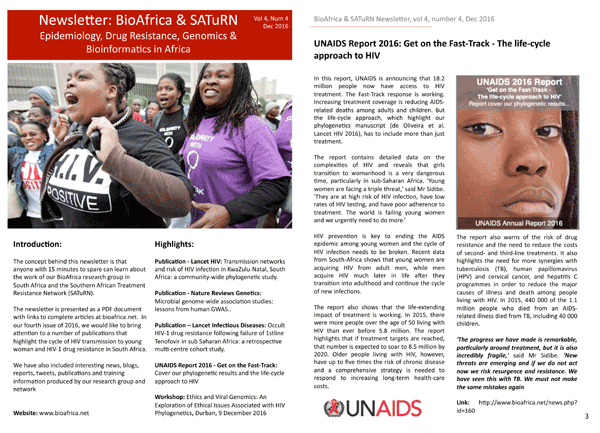 Newsletter: BioAfrica & SATuRN
Vol 4, Num 4
Dec 2016
Epidemiology, Drug Resistance, Genomics &
Bioinformatics in Africa
H.I.V.
POSITIVE
SOLIDARITY
WITH
Introduction:
The concept behind this newsletter is that
anyone with 15 minutes to spare can learn about
the work of our BioAfrica research group in
South Africa and the Southern African Treatment
Resistance Network (SATuRN).
The newsletter is presented as a PDF document
with links to complete articles at bioafrica.net. In
our fourth issue of 2016, we would like to bring
attention to a number of publications that
highlight the cycle of HIV transmission to young
woman and HIV-1 drug resistance in South Africa.
We have also included interesting news, blogs,
reports, tweets, publications and training
information produced by our research group and
network
Website: www.bioafrica.net
Highlights:
Publication - Lancet HIV: Transmission networks
and risk of HIV infection in KwaZulu-Natal, South
Africa: a community-wide phylogenetic study.
Publication - Nature Reviews Genetics:
Microbial genome-wide association studies:
lessons from human GWAS..
Publication – Lancet Infectious Diseases: Occult
HIV-1 drug resistance following failure of 1stline
Tenofovir in sub Saharan Africa: a retrospective
multi-centre cohort study.
UNAIDS Report 2016 - Get on the Fast-Track:
Cover our phylogenetics results and the life-cycle
approach to HIV
Workshop: Ethics and Viral Genomics: An
Exploration of Ethical Issues Associated with HIV
Phylogenetics, Durban, 9 December 2016
BioAfrica & SATuRN Newsletter, vol 4, number 4, Dec 2016
UNAIDS Report 2016: Get on the Fast-Track - The life-cycle
approach to HIV
In this report, UNAIDS is announcing that 18.2
million people now have access to HIV
treatment. The Fast-Track response is working.
Increasing treatment coverage is reducing AIDS-
related deaths among adults and children. But
the life-cycle approach, which highlight our
phylogenetics manuscript (de Oliveira et al.
Lancet HIV 2016), has to include more than just
treatment.
The report contains detailed data on the
complexities of HIV and reveals that girls
transition to womanhood is a very dangerous
time, particularly in sub-Saharan Africa. 'Young
women are facing a triple threat,' said Mr Sidibe.
'They are at high risk of HIV infection, have low
rates of HIV testing, and have poor adherence to
treatment. The world is failing young women
and we urgently need to do more.'
HIV prevention is key to ending the AIDS
epidemic among young women and the cycle of
HIV infection needs to be broken. Recent data
from South-Africa shows that young women are
acquiring HIV from adult men, while men
acquire HIV much later in life after they
transition into adulthood and continue the cycle
of new infections.
The report also shows that the life-extending
impact of treatment is working. In 2015, there
were more people over the age of 50 living with
HIV than ever before 5.8 million. The report
highlights that if treatment targets are reached,
that number is expected to soar to 8.5 million by
2020. Older people living with HIV, however,
have up to five times the risk of chronic disease
and a comprehensive strategy is needed to
respond to increasing long-term health-care
costs.
UNAIDS
UNAIDS 2016 Report
'Get on the Fast-Track -
The life-cycle approach to HIV'
Report cover our phylogenetic results...
UNAIDS Annual Report 2016
The report also warns of the risk of drug
resistance and the need to reduce the costs
of second- and third-line treatments. It also
highlights the need for more synergies with
tuberculosis (TB), human papillomavirus
(HPV) and cervical cancer, and hepatitis C
programmes in order to reduce the major
causes of illness and death among people
living with HIV. In 2015, 440 000 of the 1.1
million people who died from an AIDS-
related illness died from TB, including 40 000
children.
'The progress we have made is remarkable,
particularly around treatment, but it is also
incredibly fragile,' said Mr Sidibe. 'New
threats are emerging and if we do not act
now we risk resurgence and resistance. We
have seen this with TB. We must not make
the same mistakes again
Link: http://www.bioafrica.net/news.php?
id=160
3